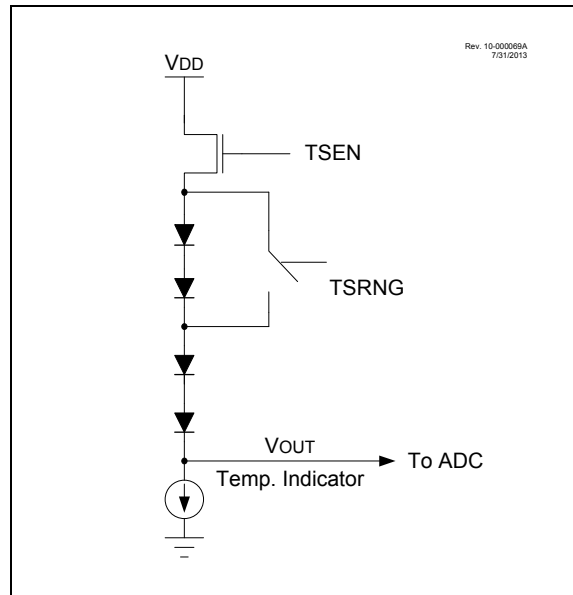 Rev. 10-000069A
7/31/2013
VDD
TSEN
TSRNG
VOUT
To ADC
Temp. Indicator